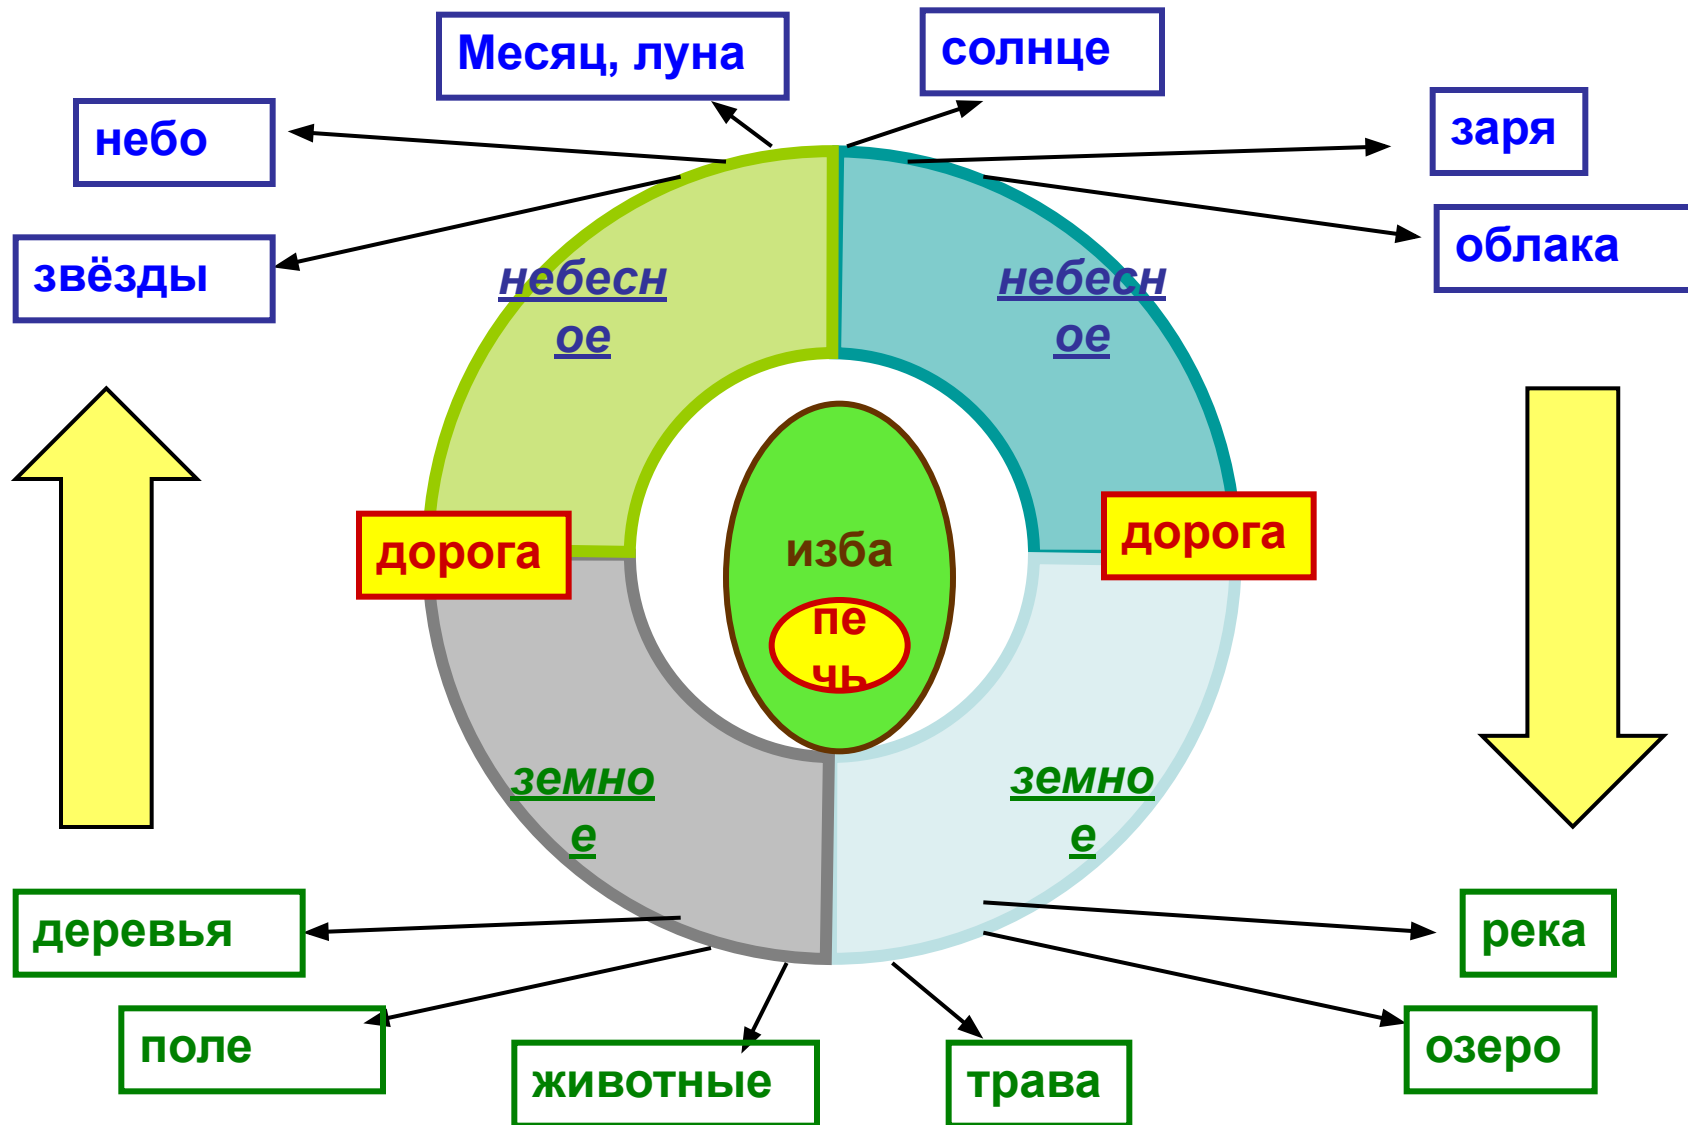 Месяц, луна
солнце
небо
заря
звёзды
облака
небесн
ое
небесн
ое
дорога
дорога
изба
пе
чь
земно
е
земно
е
деревья
река
поле
озеро
животные
трава